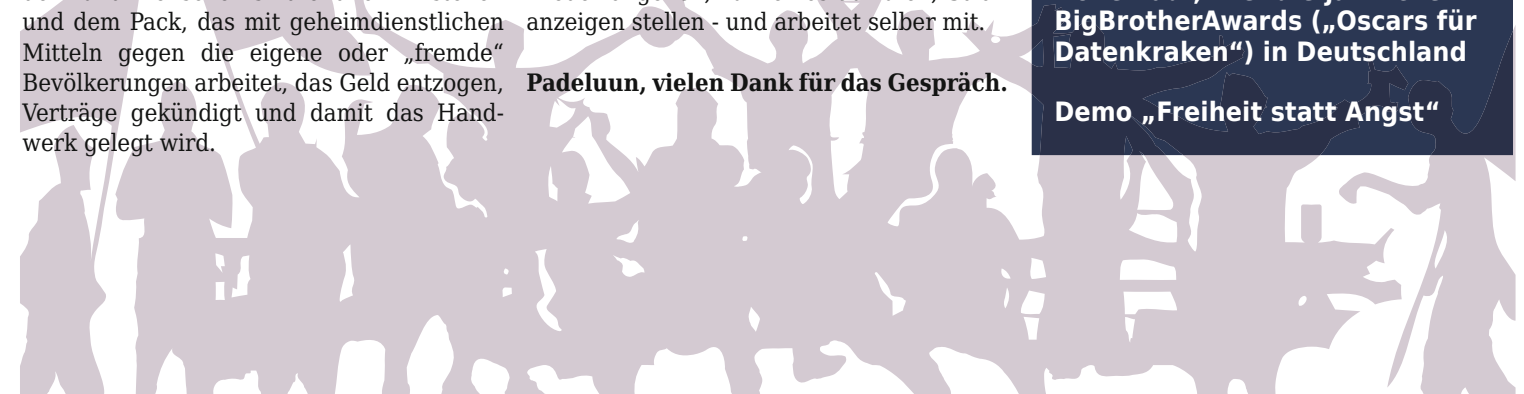 und dem Pack, das mit geheimdienstlichen
Mitteln gegen die eigene oder „fremde“
Bevölkerungen arbeitet, das Geld entzogen,
Verträge gekündigt und damit das Hand-
werk gelegt wird.
anzeigen stellen - und arbeitet selber mit.
Padeluun, vielen Dank für das Gespräch.
BigBrotherAwards („Oscars für
Datenkraken“) in Deutschland
Demo „Freiheit statt Angst“